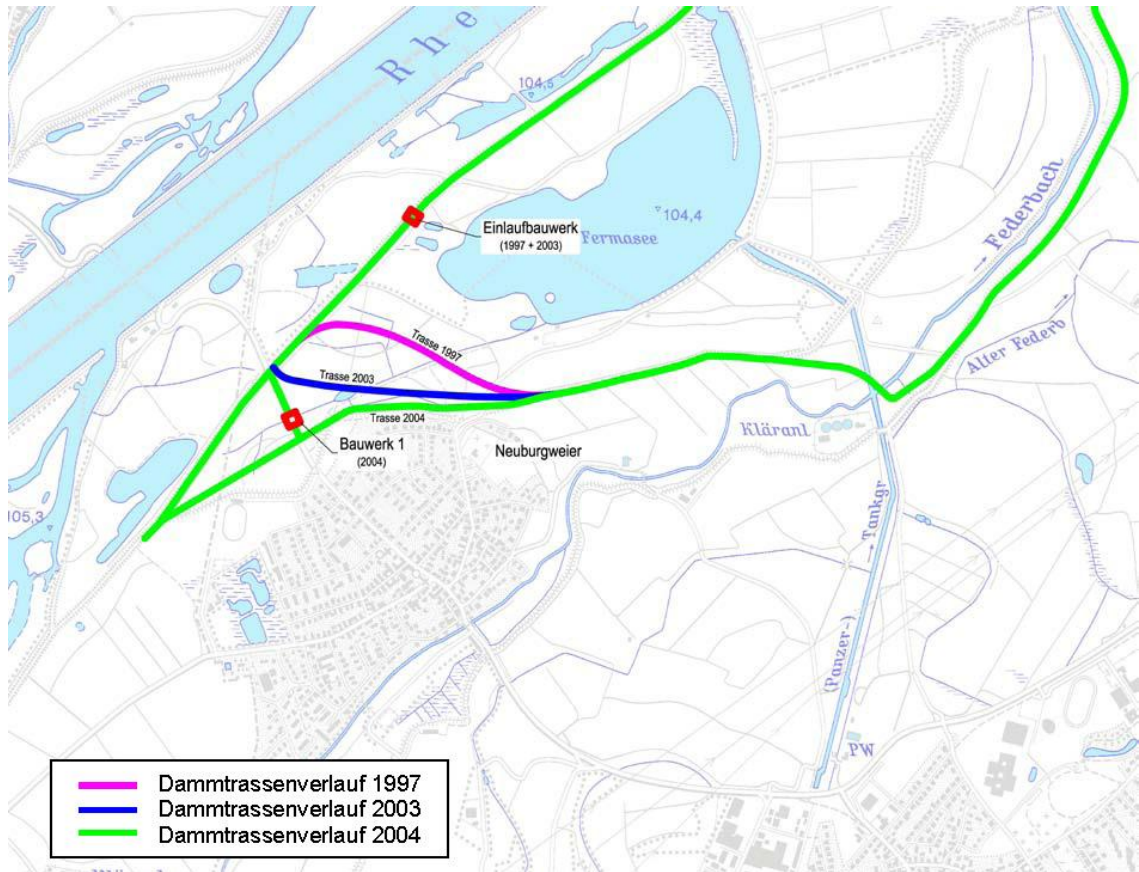 Rhe
104,5
Einlaufbauwerk
(1997 + 2003)
104,4
Fermasee
Federbach
Trasse 1997
Trasse 2003
Alter Federb
Trasse 2004
Bauwerk 1
(2004)
Neuburgweier
Kläranl
105,3
Tankgr
(Panzer-)
PW
Dammtrassenverlauf 1997
Dammtrassenverlauf 2003
Dammtrassenverlauf 2004